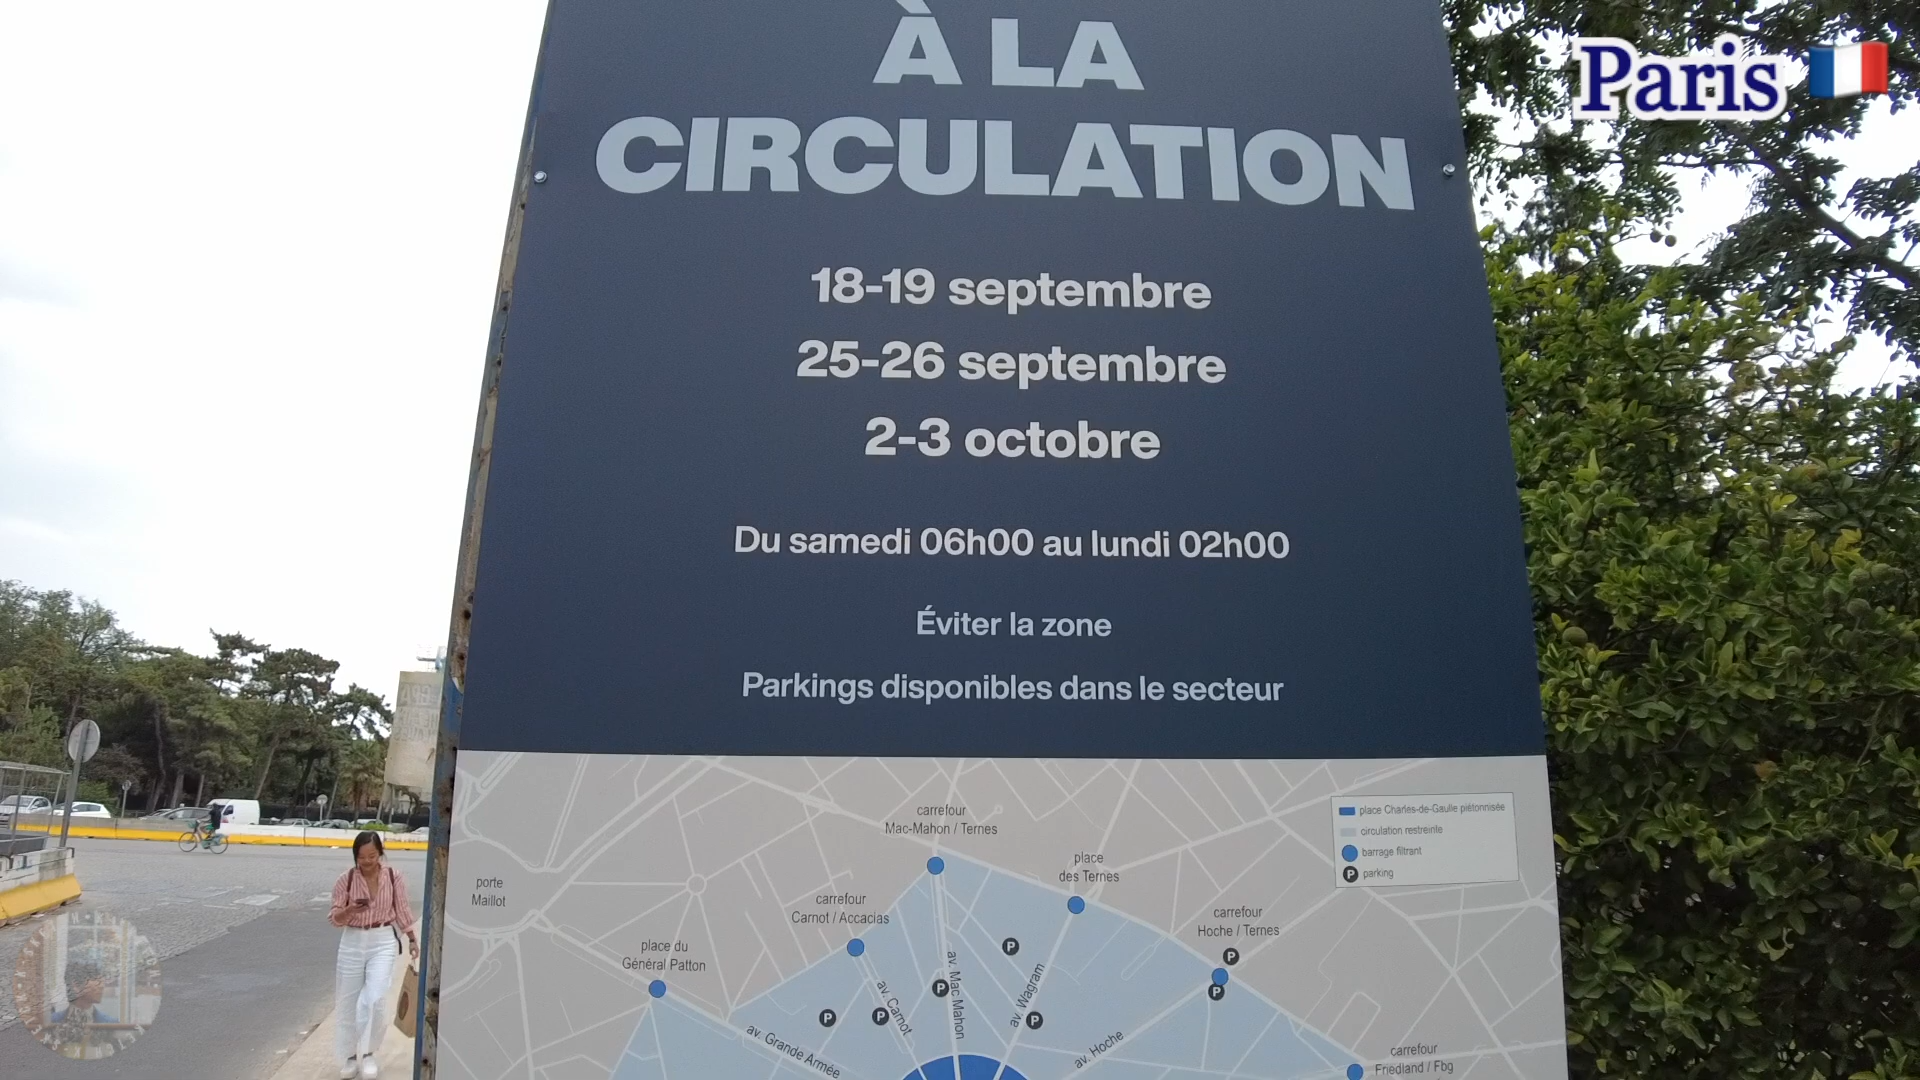 Paris
À LA
CIRCULATION
18-19 septembre
25-26 septembre
2-3 octobre
Du samedi 06h00 au lundi 02h00
Éviter la zone
Parkings disponibles dans le secteur
place Charles-de-Gaulle piétonnisée
circulation restreinte
barrage filtrant
P parking
carrefour
Mac-Mahon / Ternes
place
des Ternes
porte
Maillot
carrefour
Carnot / Accacias
carrefour
Hoche / Ternes
place du
Général Patton
P
P
P
P
P
P
P
av. Carnot
av. Mac Mahon
av. Wagram
av. Grande Armée
av. Hoche
carrefour
Friedland / Fbg